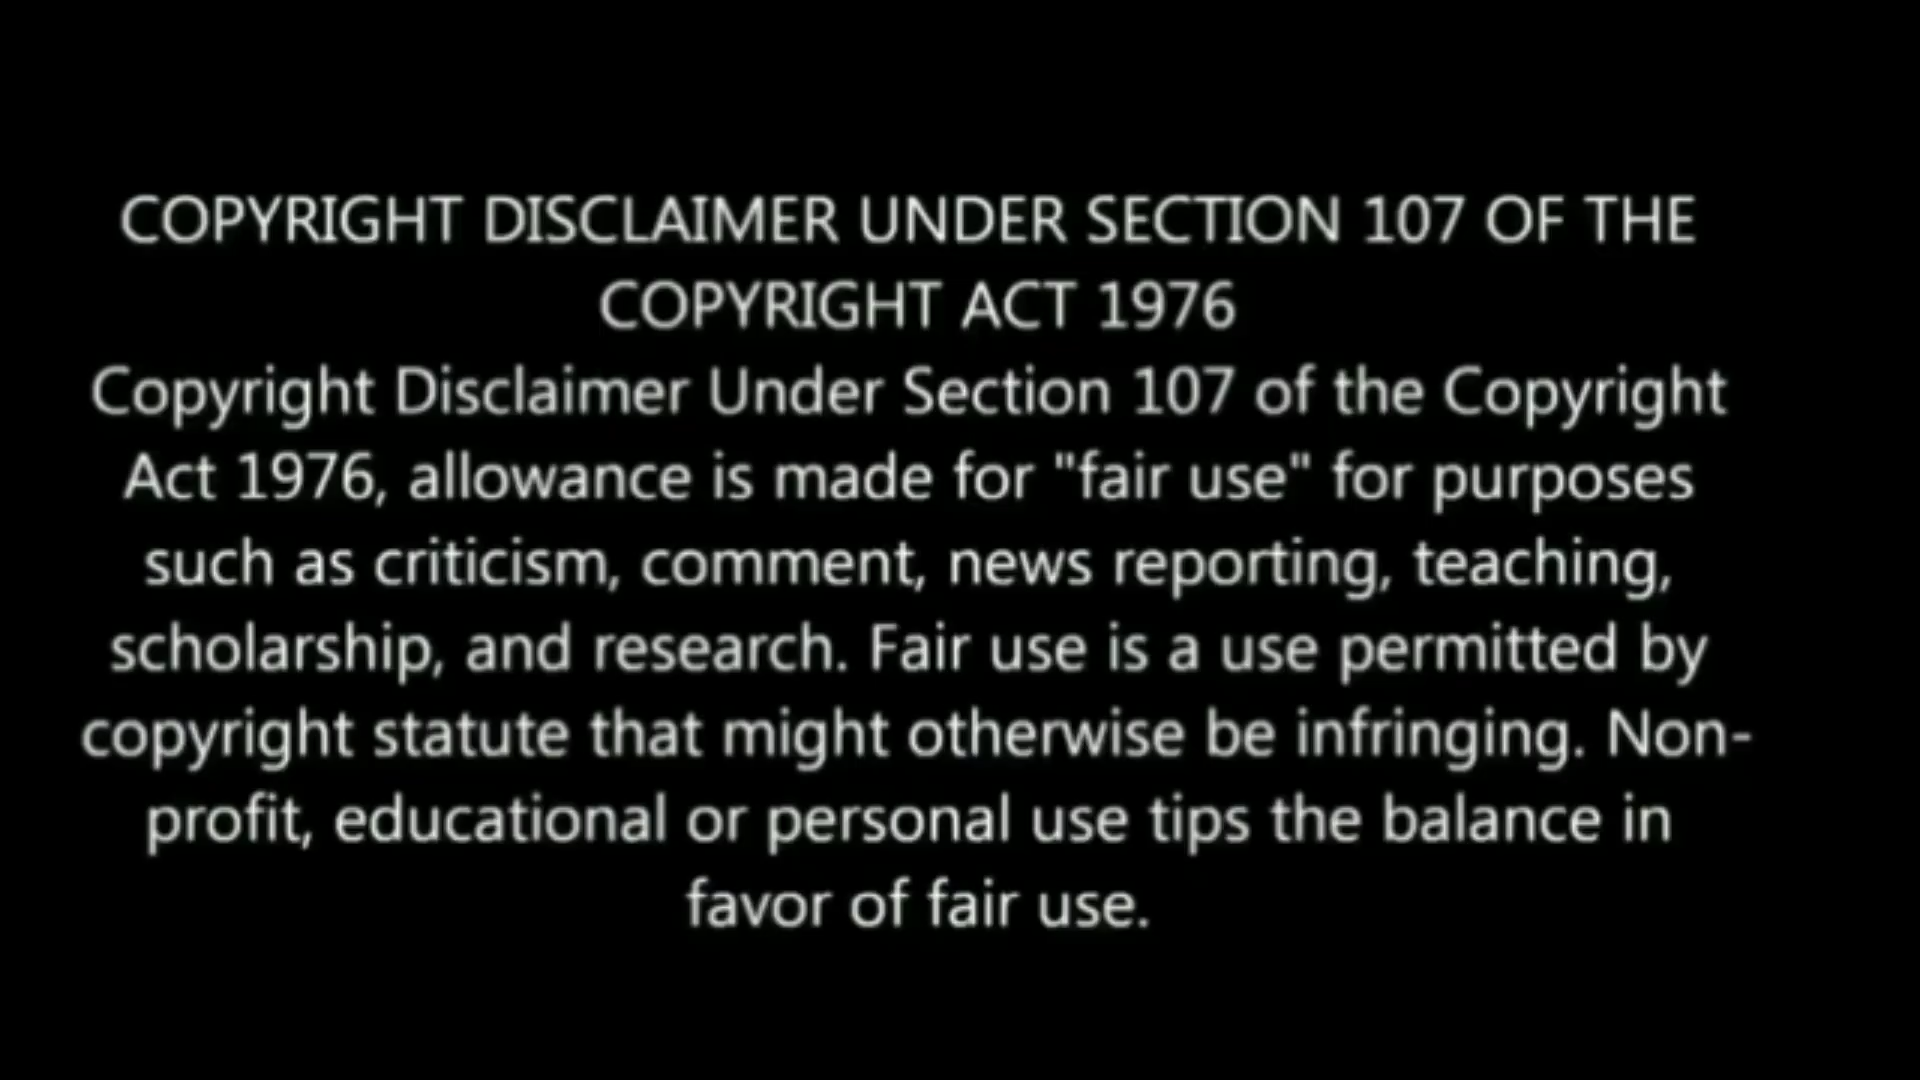 COPYRIGHT DISCLAIMER UNDER SECTION 107 OF THE
COPYRIGHT ACT 1976
Copyright Disclaimer Under Section 107 of the Copyright
Act 1976, allowance is made for "fair use" for purposes
such as criticism, comment, news reporting, teaching,
scholarship, and research. Fair use is a use permitted by
copyright statute that might otherwise be infringing. Non-
profit, educational or personal use tips the balance in
favor of fair use.